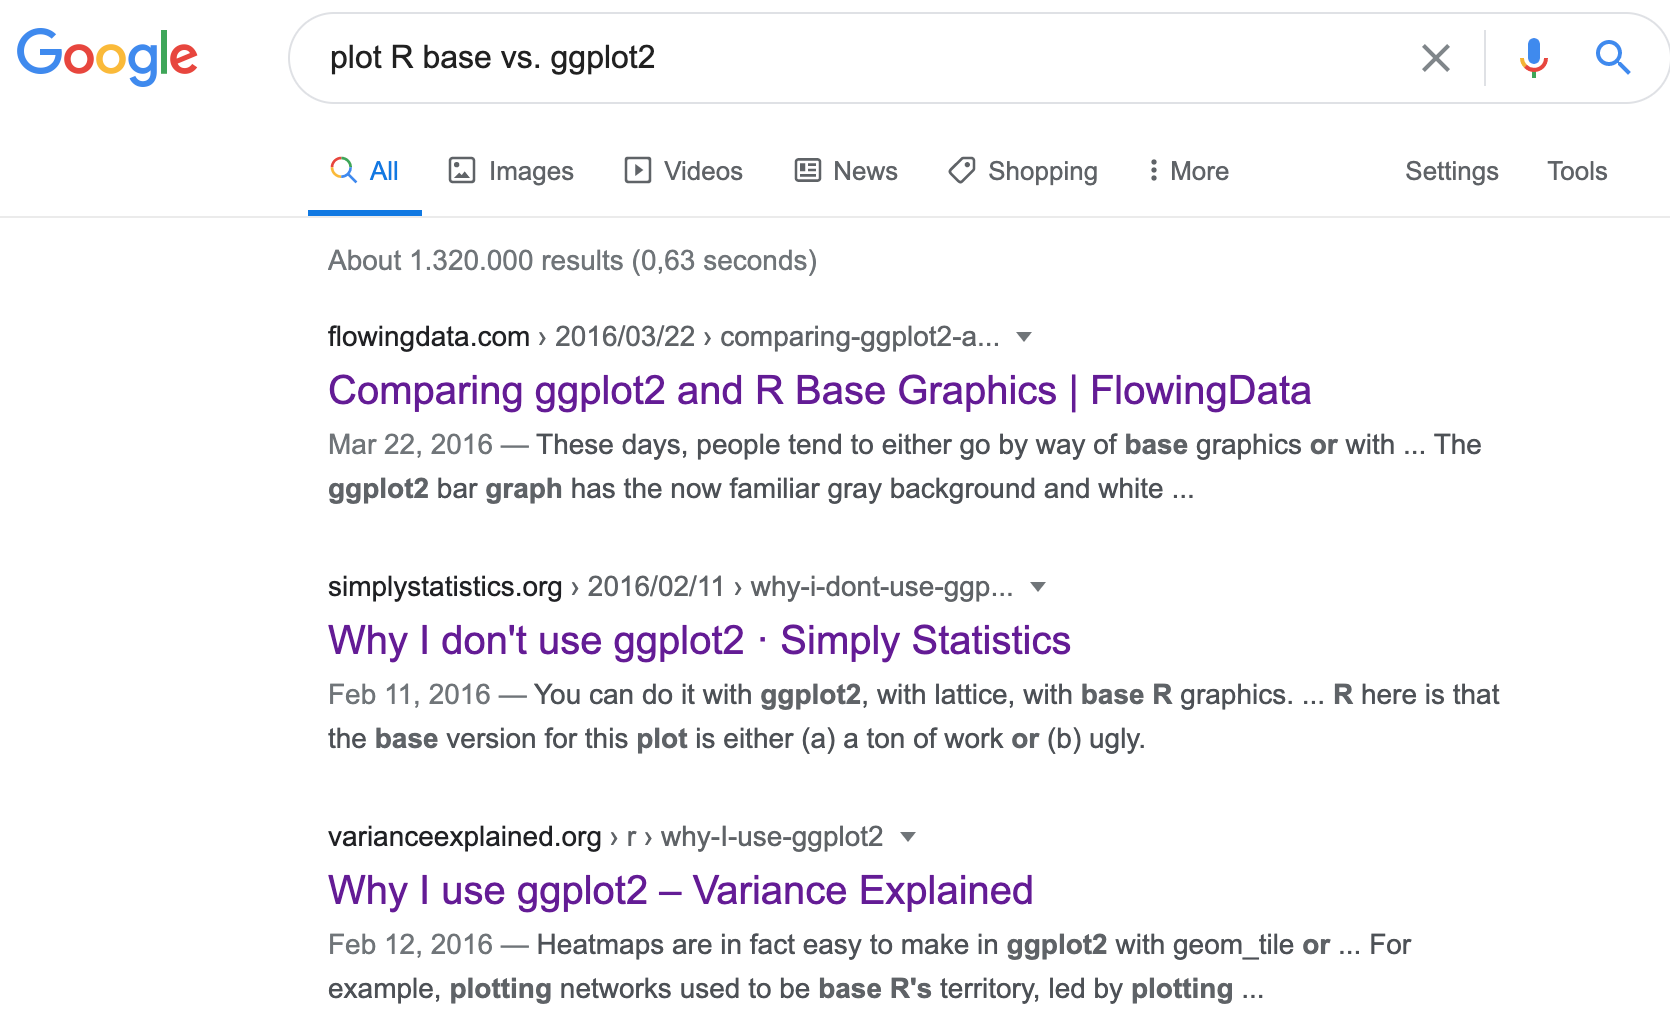 Google
plot R base vs. ggplot2
All Images Videos News Shopping More Settings Tools
About 1.320.000 results (0,63 seconds)
flowingdata.com › 2016/03/22 › comparing-ggplot2-a...
Comparing ggplot2 and R Base Graphics | FlowingData
Mar 22, 2016 — These days, people tend to either go by way of base graphics or with ... The
ggplot2 bar graph has the now familiar gray background and white ...
simplystatistics.org › 2016/02/11 › why-i-dont-use-ggp...
Why I don't use ggplot2 · Simply Statistics
Feb 11, 2016 — You can do it with ggplot2, with lattice, with base R graphics. ... R here is that
the base version for this plot is either (a) a ton of work or (b) ugly.
varianceexplained.org › r › why-I-use-ggplot2
Why I use ggplot2 – Variance Explained
Feb 12, 2016 — Heatmaps are in fact easy to make in ggplot2 with geom_tile or ... For
example, plotting networks used to be base R's territory, led by plotting ...